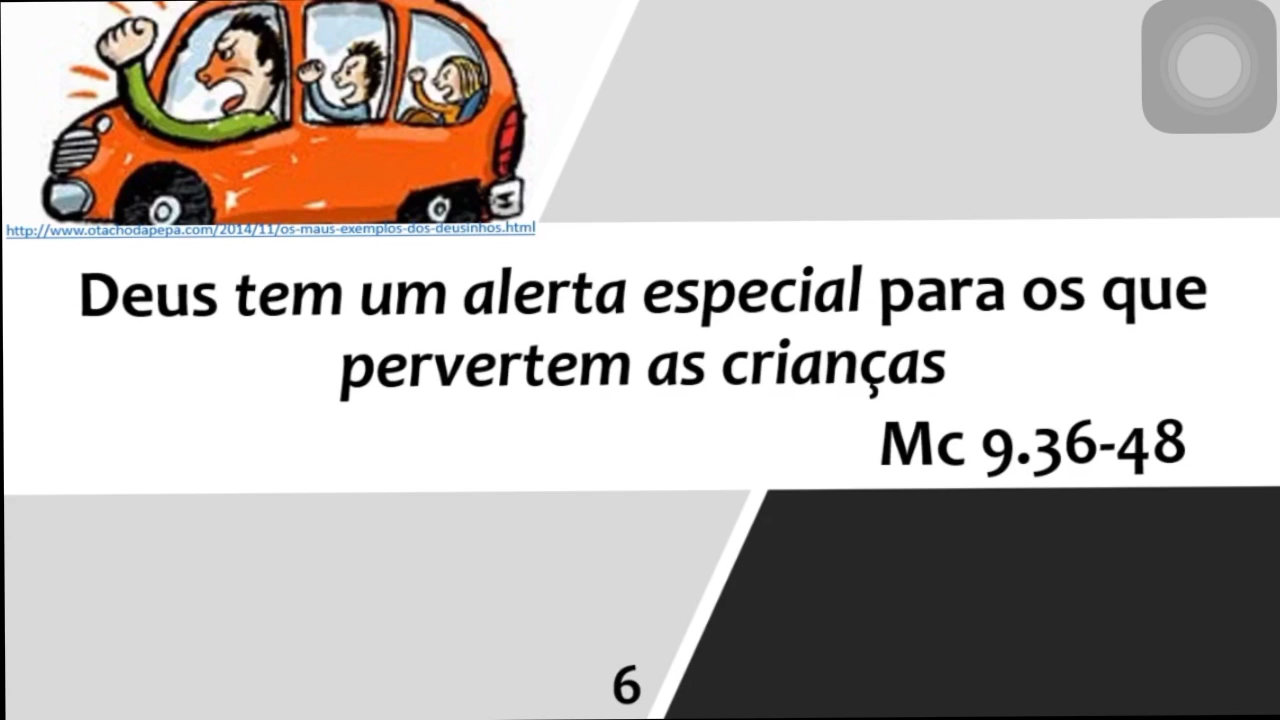 http://www.otachodapepa.com/2014/11/os-maus-exemplos-dos-deusinhos.html
Deus tem um alerta especial para os que
pervertem as crianças
Mc 9.36-48
6